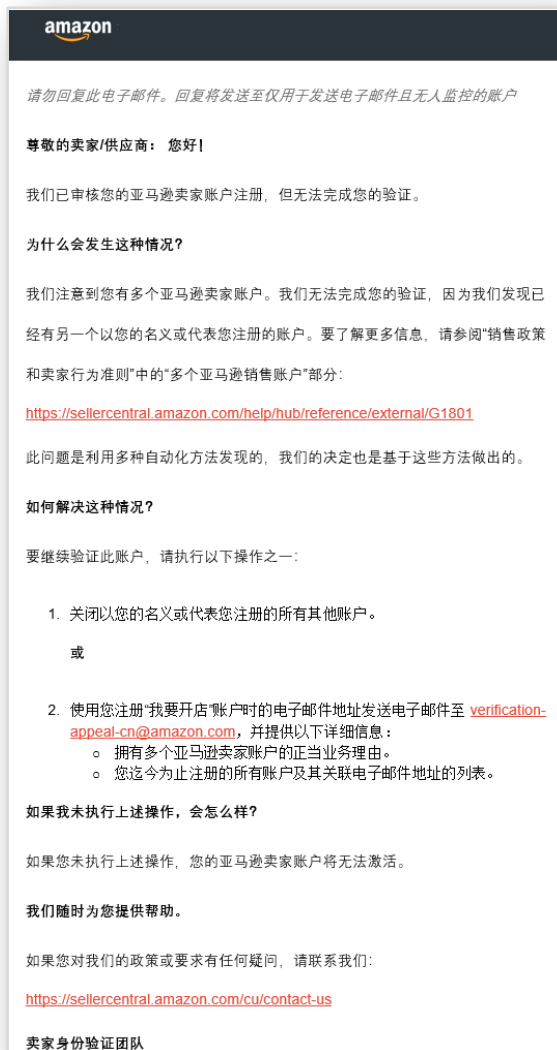 amazon
请勿回复此电子邮件。回复将发送至仅用于发送电子邮件且无人监控的账户
尊敬的卖家/供应商： 您好！
我们已审核您的亚马逊卖家账户注册，但无法完成您的验证。
为什么会发生这种情况？
我们注意到您有多个亚马逊卖家账户。我们无法完成您的验证，因为我们发现已
经有另一个以您的名义或代表您注册的账户。要了解更多信息，请参阅“销售政策
和卖家行为准则”中的“多个亚马逊销售账户”部分：
https://sellercentral.amazon.com/help/hub/reference/external/G1801
此问题是利用多种自动化方法发现的，我们的决定也是基于这些方法做出的。
如何解决这种情况？
要继续验证此账户，请执行以下操作之一：
1. 关闭以您的名义或代表您注册的所有其他账户。
或
2. 使用您注册“我要开店”账户时的电子邮件地址发送电子邮件至 verification-
appeal-cn@amazon.com，并提供以下详细信息：
○ 拥有多个亚马逊卖家账户的正当业务理由。
○ 您迄今为止注册的所有账户及其关联电子邮件地址的列表。
如果我未执行上述操作，会怎么样？
如果您未执行上述操作，您的亚马逊卖家账户将无法激活。
我们随时为您提供帮助。
如果您对我们的政策或要求有任何疑问，请联系我们：
https://sellercentral.amazon.com/cu/contact-us
卖家身份验证团队